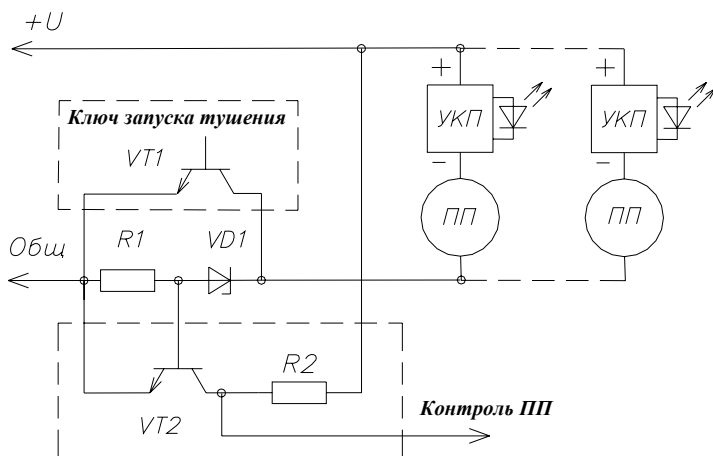 +U
+
УКП
−
ПП
+
УКП
−
ПП
Ключ запуска тушения
VT1
Общ
R1
VD1
R2
VT2
Контроль ПП